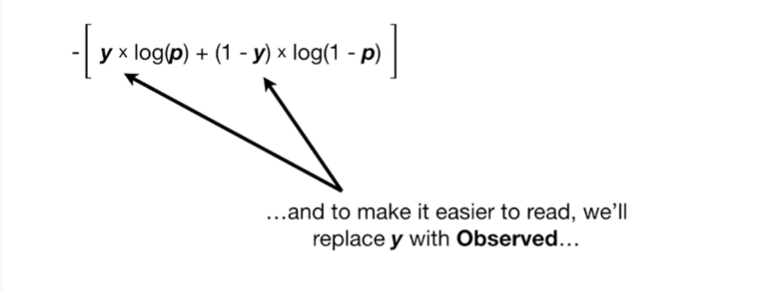 -[ y × log(p) + (1 - y) × log(1 - p) ]
…and to make it easier to read, we’ll
replace y with Observed…